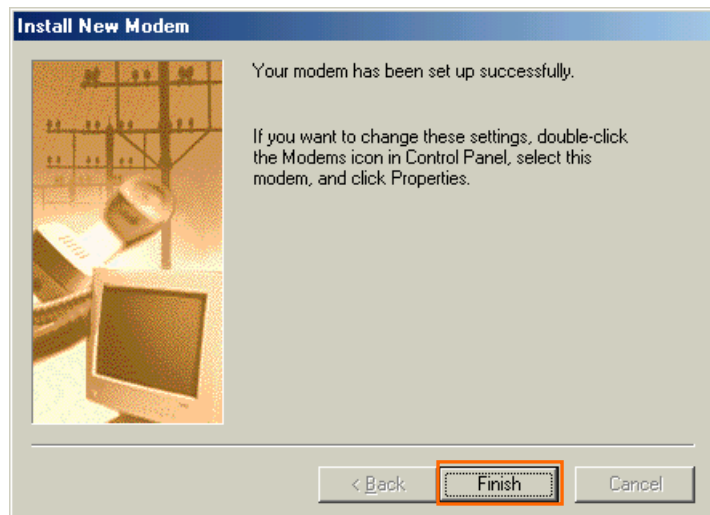 Install New Modem
Your modem has been set up successfully.
If you want to change these settings, double-click
the Modems icon in Control Panel, select this
modem, and click Properties.
< Back
Finish
Cancel